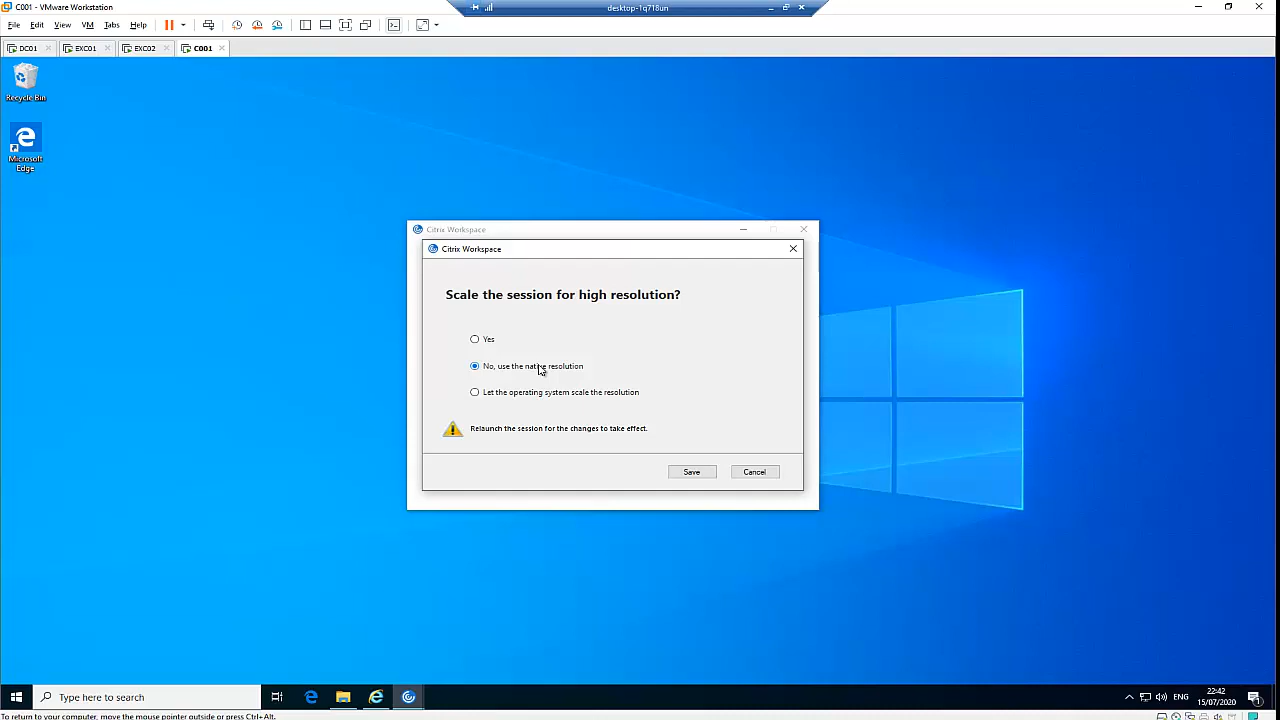 C001 - VMware Workstation
desktop-1q718un
File Edit View VM Tabs Help
DC01 EXC01 EXC02 C001
Recycle Bin
Microsoft
Edge
Citrix Workspace
Citrix Workspace
Scale the session for high resolution?
Yes
No, use the native resolution
Let the operating system scale the resolution
Relaunch the session for the changes to take effect.
Save Cancel
Type here to search
ENG
22:42
15/07/2020
To return to your computer, move the mouse pointer outside or press Ctrl+Alt.